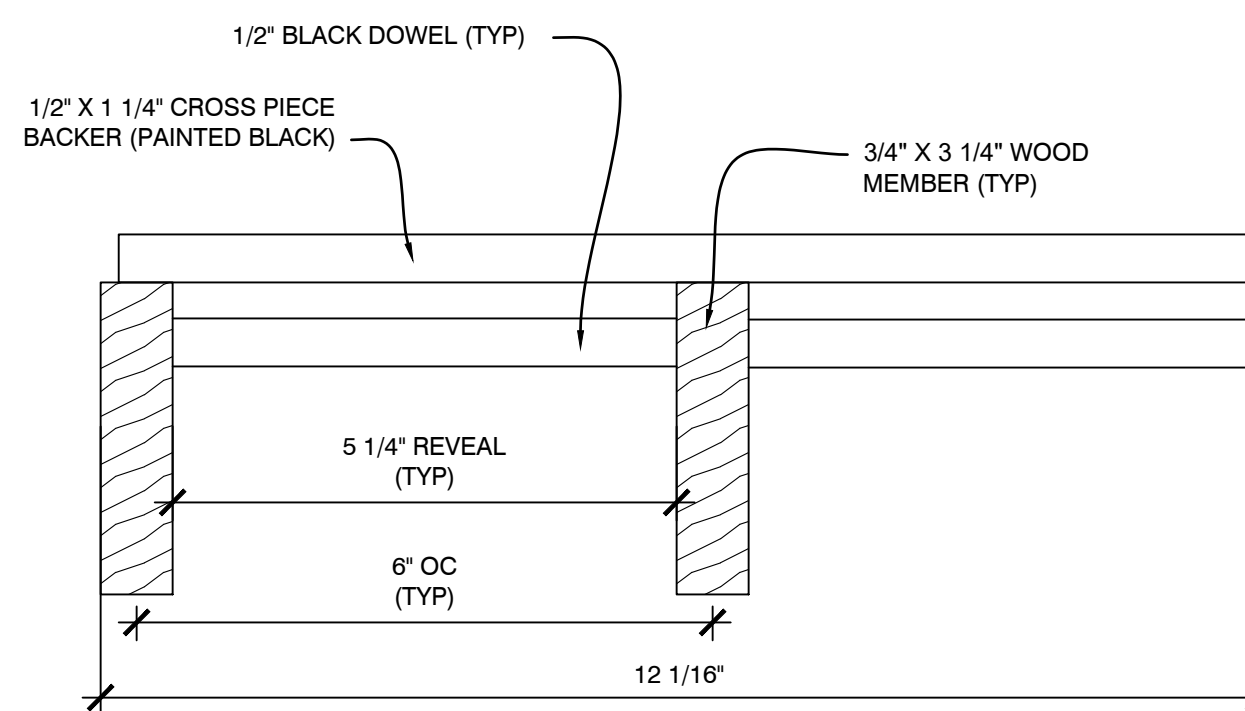 1/2" BLACK DOWEL (TYP)
1/2" X 1 1/4" CROSS PIECE
BACKER (PAINTED BLACK)
3/4" X 3 1/4" WOOD
MEMBER (TYP)
5 1/4" REVEAL
(TYP)
6" OC
(TYP)
12 1/16"